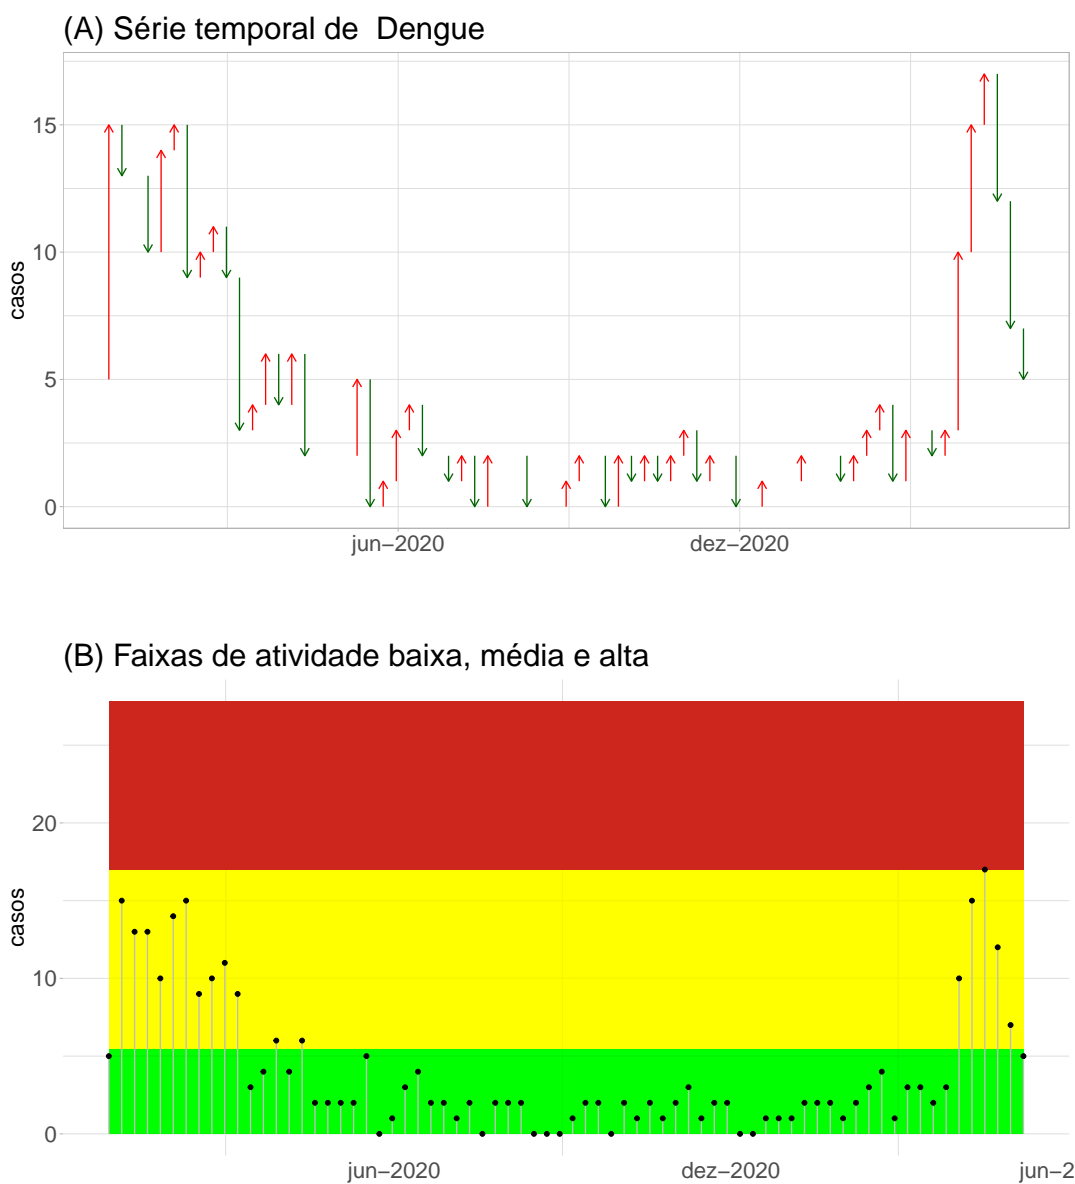 (A) Série temporal de  Dengue
casos
15
10
5
0
jun−2020
dez−2020
(B) Faixas de atividade baixa, média e alta
casos
20
10
0
jun−2020
dez−2020
jun−2